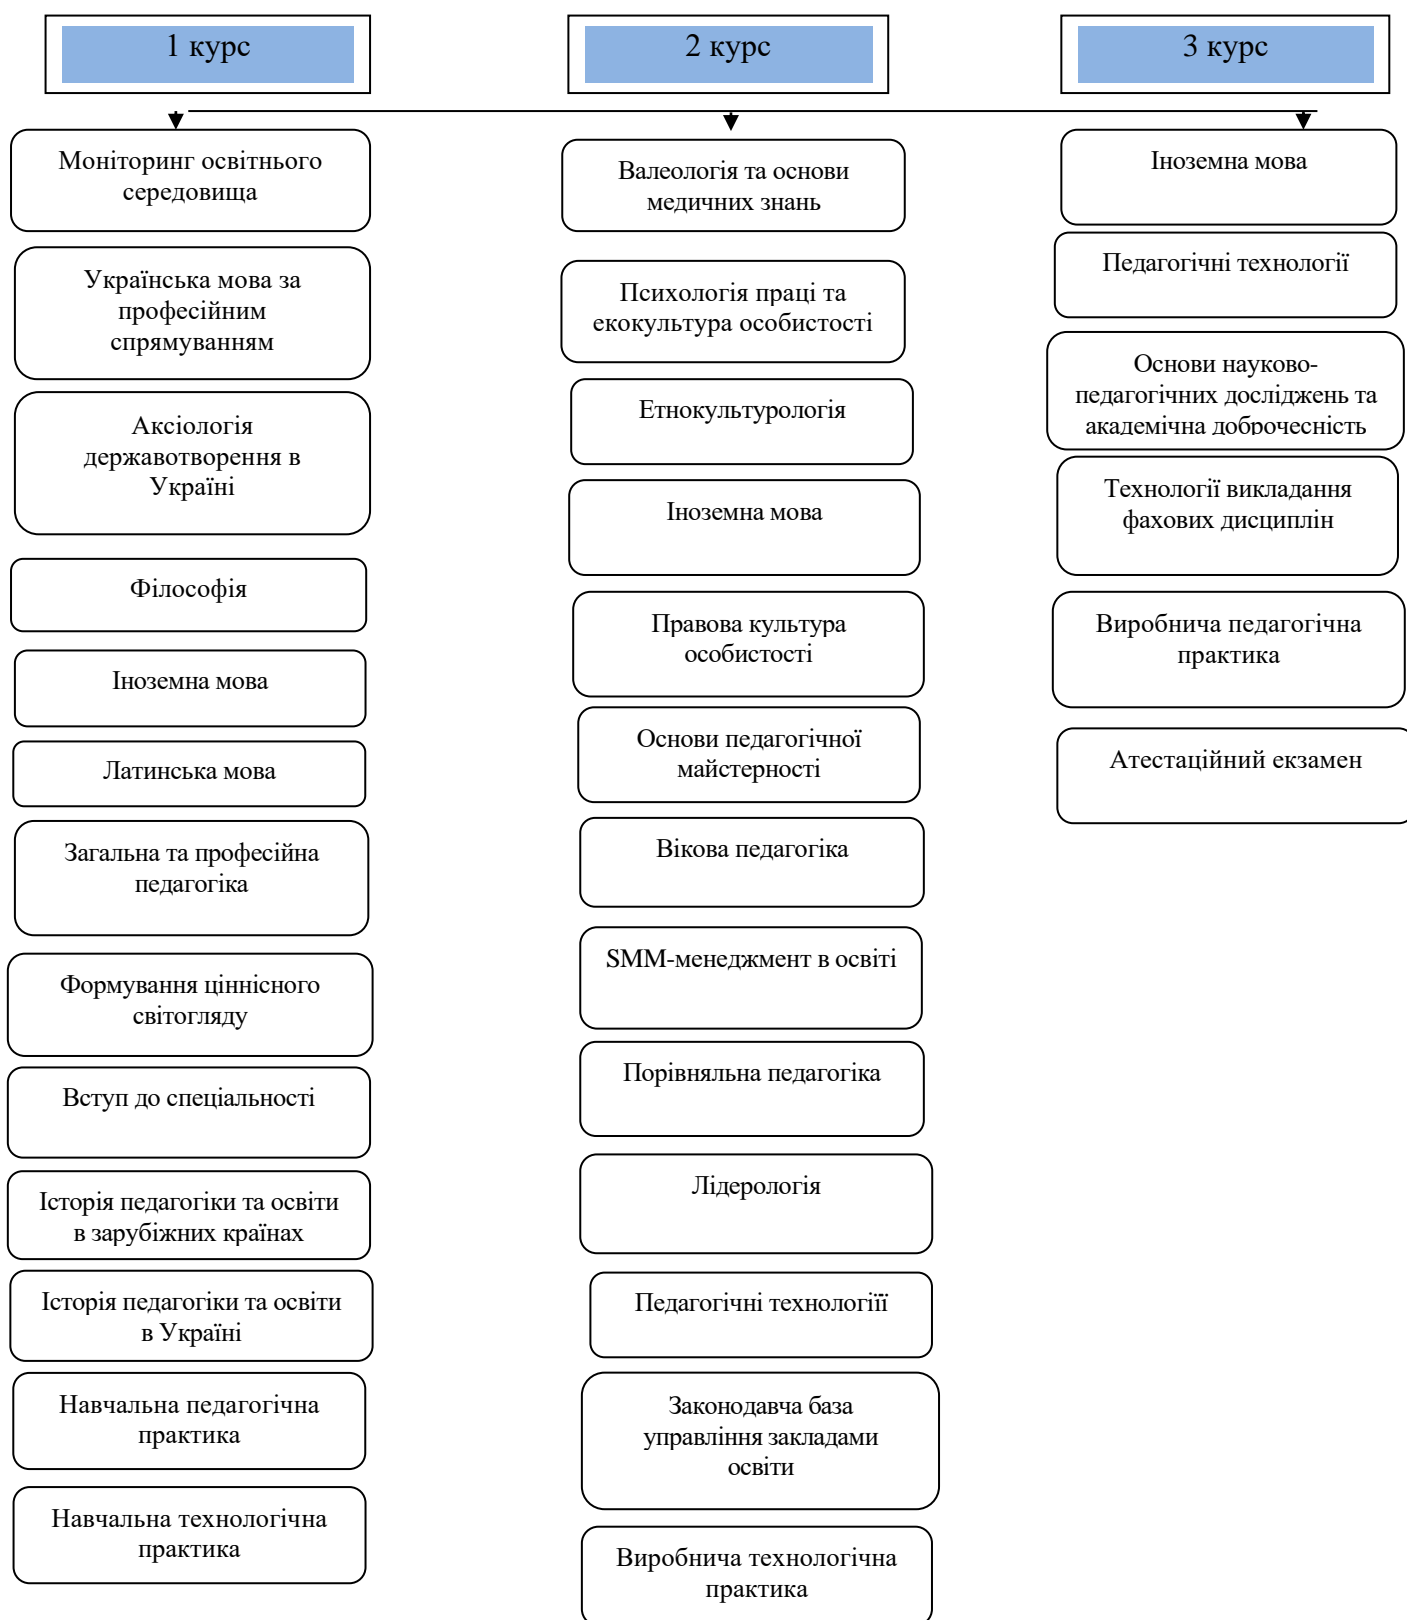 1 курс
2 курс
3 курс
Моніторинг освітнього
середовища
Українська мова за
професійним
спрямуванням
Аксіологія
державотворення в
Україні
Філософія
Іноземна мова
Латинська мова
Загальна та професійна
педагогіка
Формування ціннісного
світогляду
Вступ до спеціальності
Історія педагогіки та освіти
в зарубіжних країнах
Історія педагогіки та освіти
в Україні
Навчальна педагогічна
практика
Навчальна технологічна
практика
Валеологія та основи
медичних знань
Психологія праці та
екокультура особистості
Етнокультурологія
Іноземна мова
Правова культура
особистості
Основи педагогічної
майстерності
Вікова педагогіка
SMM-менеджмент в освіті
Порівняльна педагогіка
Лідерологія
Педагогічні технологіїї
Законодавча база
управління закладами
освіти
Виробнича технологічна
практика
Іноземна мова
Педагогічні технології
Основи науково-
педагогічних досліджень та
академічна доброчесність
Технології викладання
фахових дисциплін
Виробнича педагогічна
практика
Атестаційний екзамен